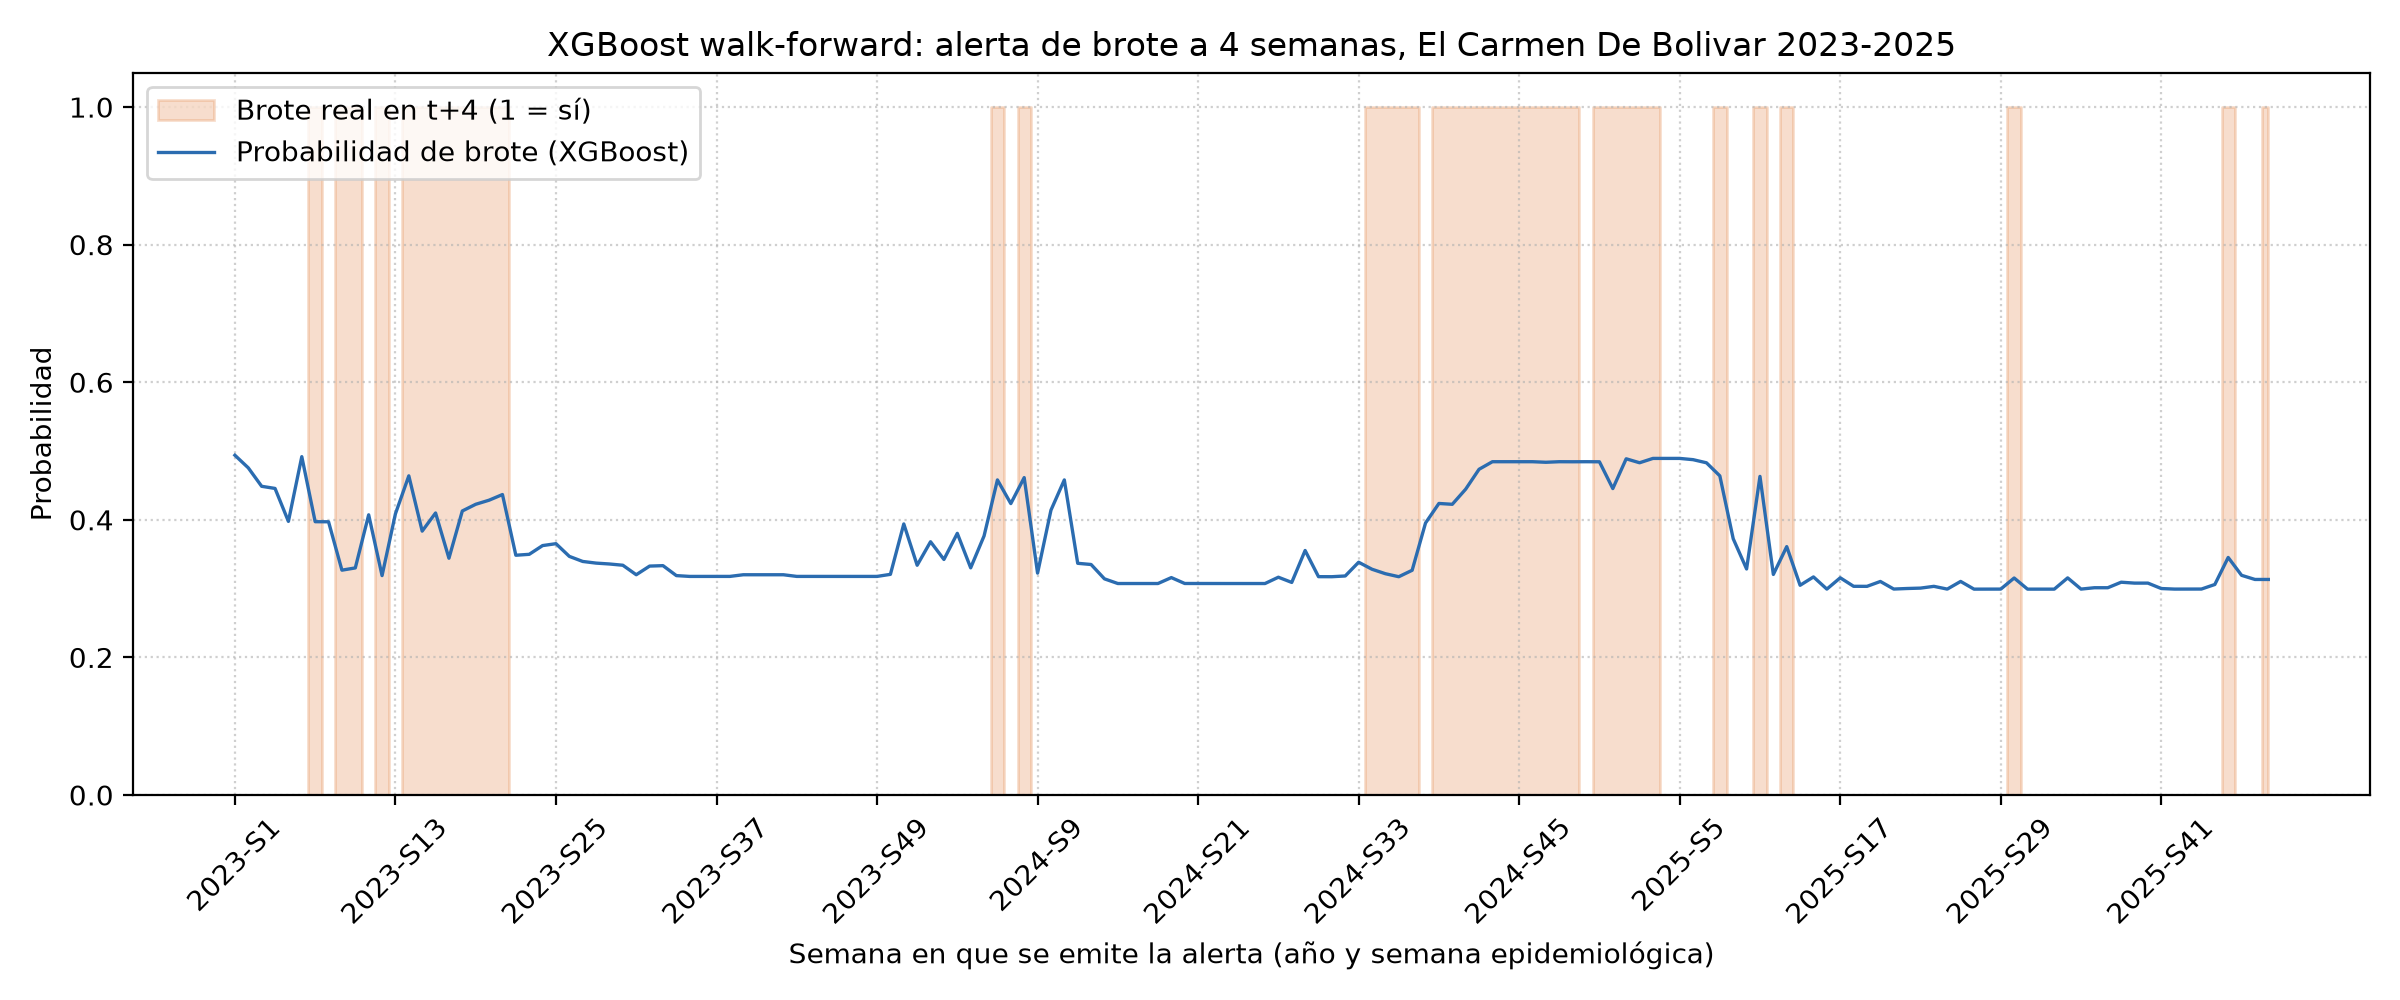 XGBoost walk-forward: alerta de brote a 4 semanas, El Carmen De Bolivar 2023-2025
Brote real en t+4 (1 = sí)
Probabilidad de brote (XGBoost)
Probabilidad
1.0
0.8
0.6
0.4
0.2
0.0
2023-S1
2023-S13
2023-S25
2023-S37
2023-S49
2024-S9
2024-S21
2024-S33
2024-S45
2025-S5
2025-S17
2025-S29
2025-S41
Semana en que se emite la alerta (año y semana epidemiológica)